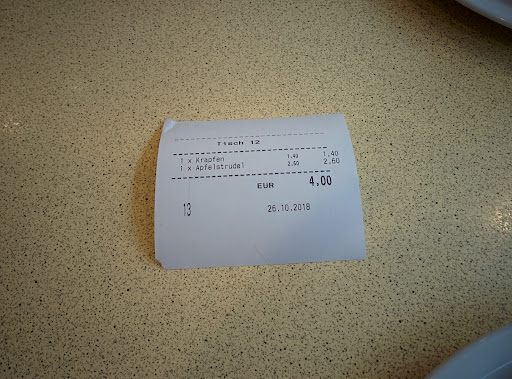 Tisch 12
1 x Krapfen 1,40 1,40
1 x Apfelstrudel 2,60 2,60
EUR 4,00
13 26.10.2018